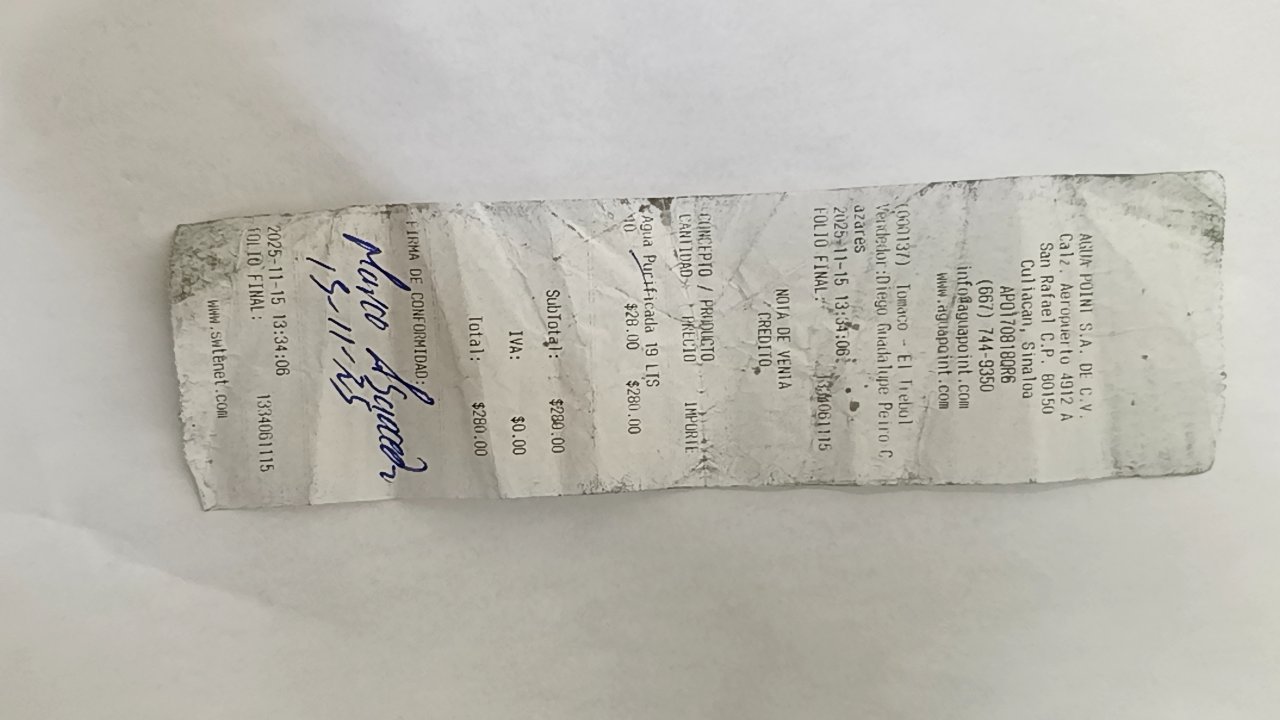 AGUA POINT S.A. DE C.V.
Calz. Aeropuerto 4912 A
San Rafael C.P. 80150
Culiacan, Sinaloa
APO170818QR6
(667) 744-9350
info@aguapoint.com
www.aguapoint.com
(060137) Tomaco - El Trebol
Vendedor:Diego Guadalupe Peiro C
azares
2025-11-15 13:34:06
FOLIO FINAL: 1334061115
NOTA DE VENTA
CREDITO
CONCEPTO / PRODUCTO
CANTIDAD PRECIO IMPORTE
Agua Purificada 19 LTS
10 $28.00 $280.00
SubTotal: $280.00
IVA: $0.00
Total: $280.00
FIRMA DE CONFORMIDAD:
15-11-25
2025-11-15 13:34:06
FOLIO FINAL: 1334061115
www.swtenet.com